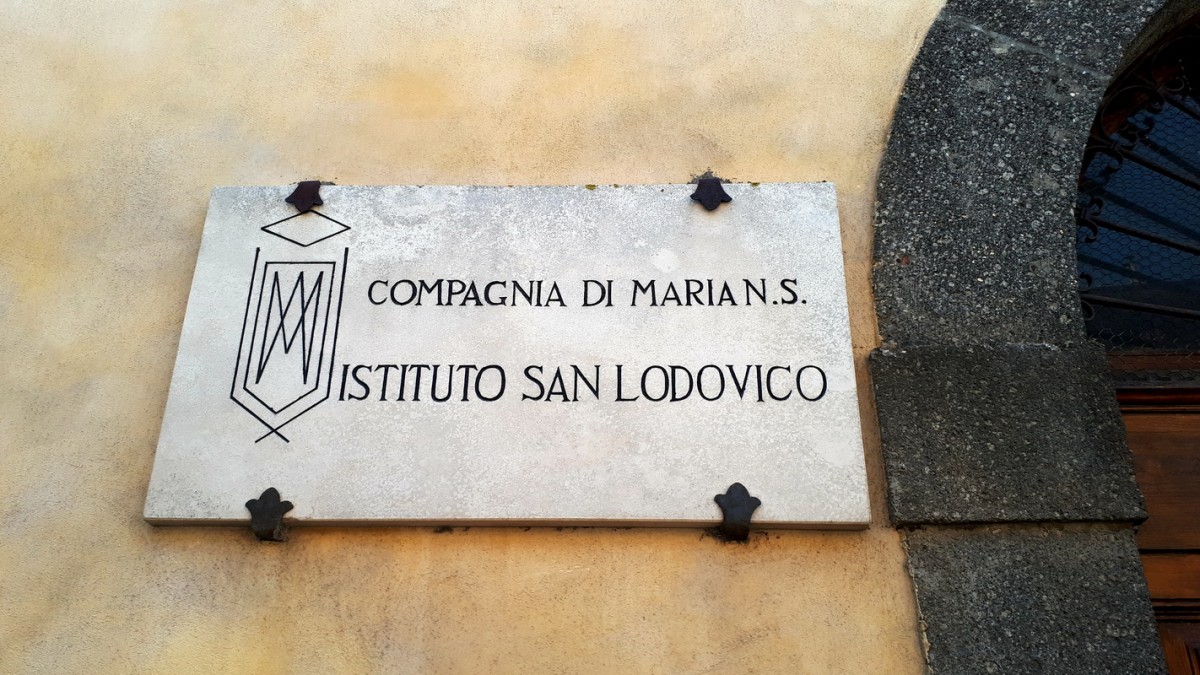 COMPAGNIA DI MARIA N.S.
ISTITUTO SAN LODOVICO